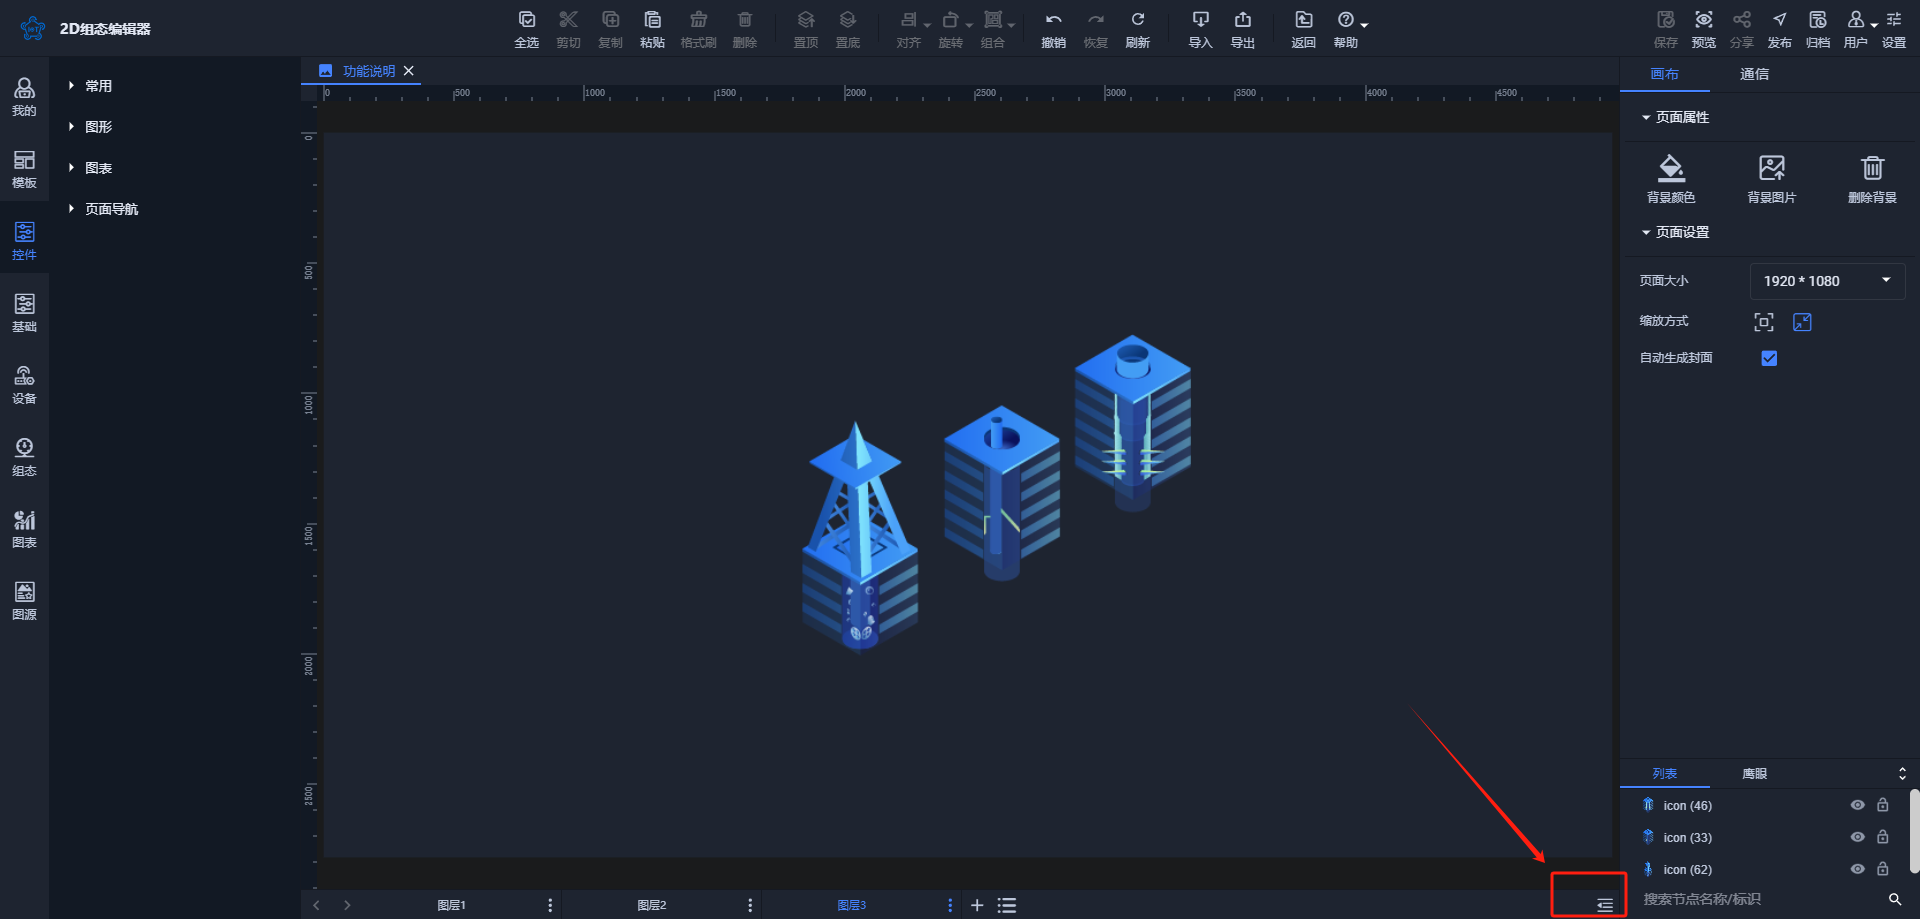 2D组态编辑器
全选 剪切 复制 粘贴 格式刷 删除 置顶 置底 对齐 旋转 组合 撤销 恢复 刷新 导入 导出 返回 帮助 保存 预览 分享 发布 归档 用户 设置
我的
模板
控件
基础
设备
组态
图表
图源
常用
图形
图表
页面导航
功能说明
0 500 1000 1500 2000 2500 3000 3500 4000 4500
0
500
1000
1500
2000
2500
画布 通信
页面属性
背景颜色 背景图片 删除背景
页面设置
页面大小 1920 * 1080
缩放方式
自动生成封面
列表 鹰眼
icon (46)
icon (33)
icon (62)
搜索节点名称/标识
图层1 图层2 图层3